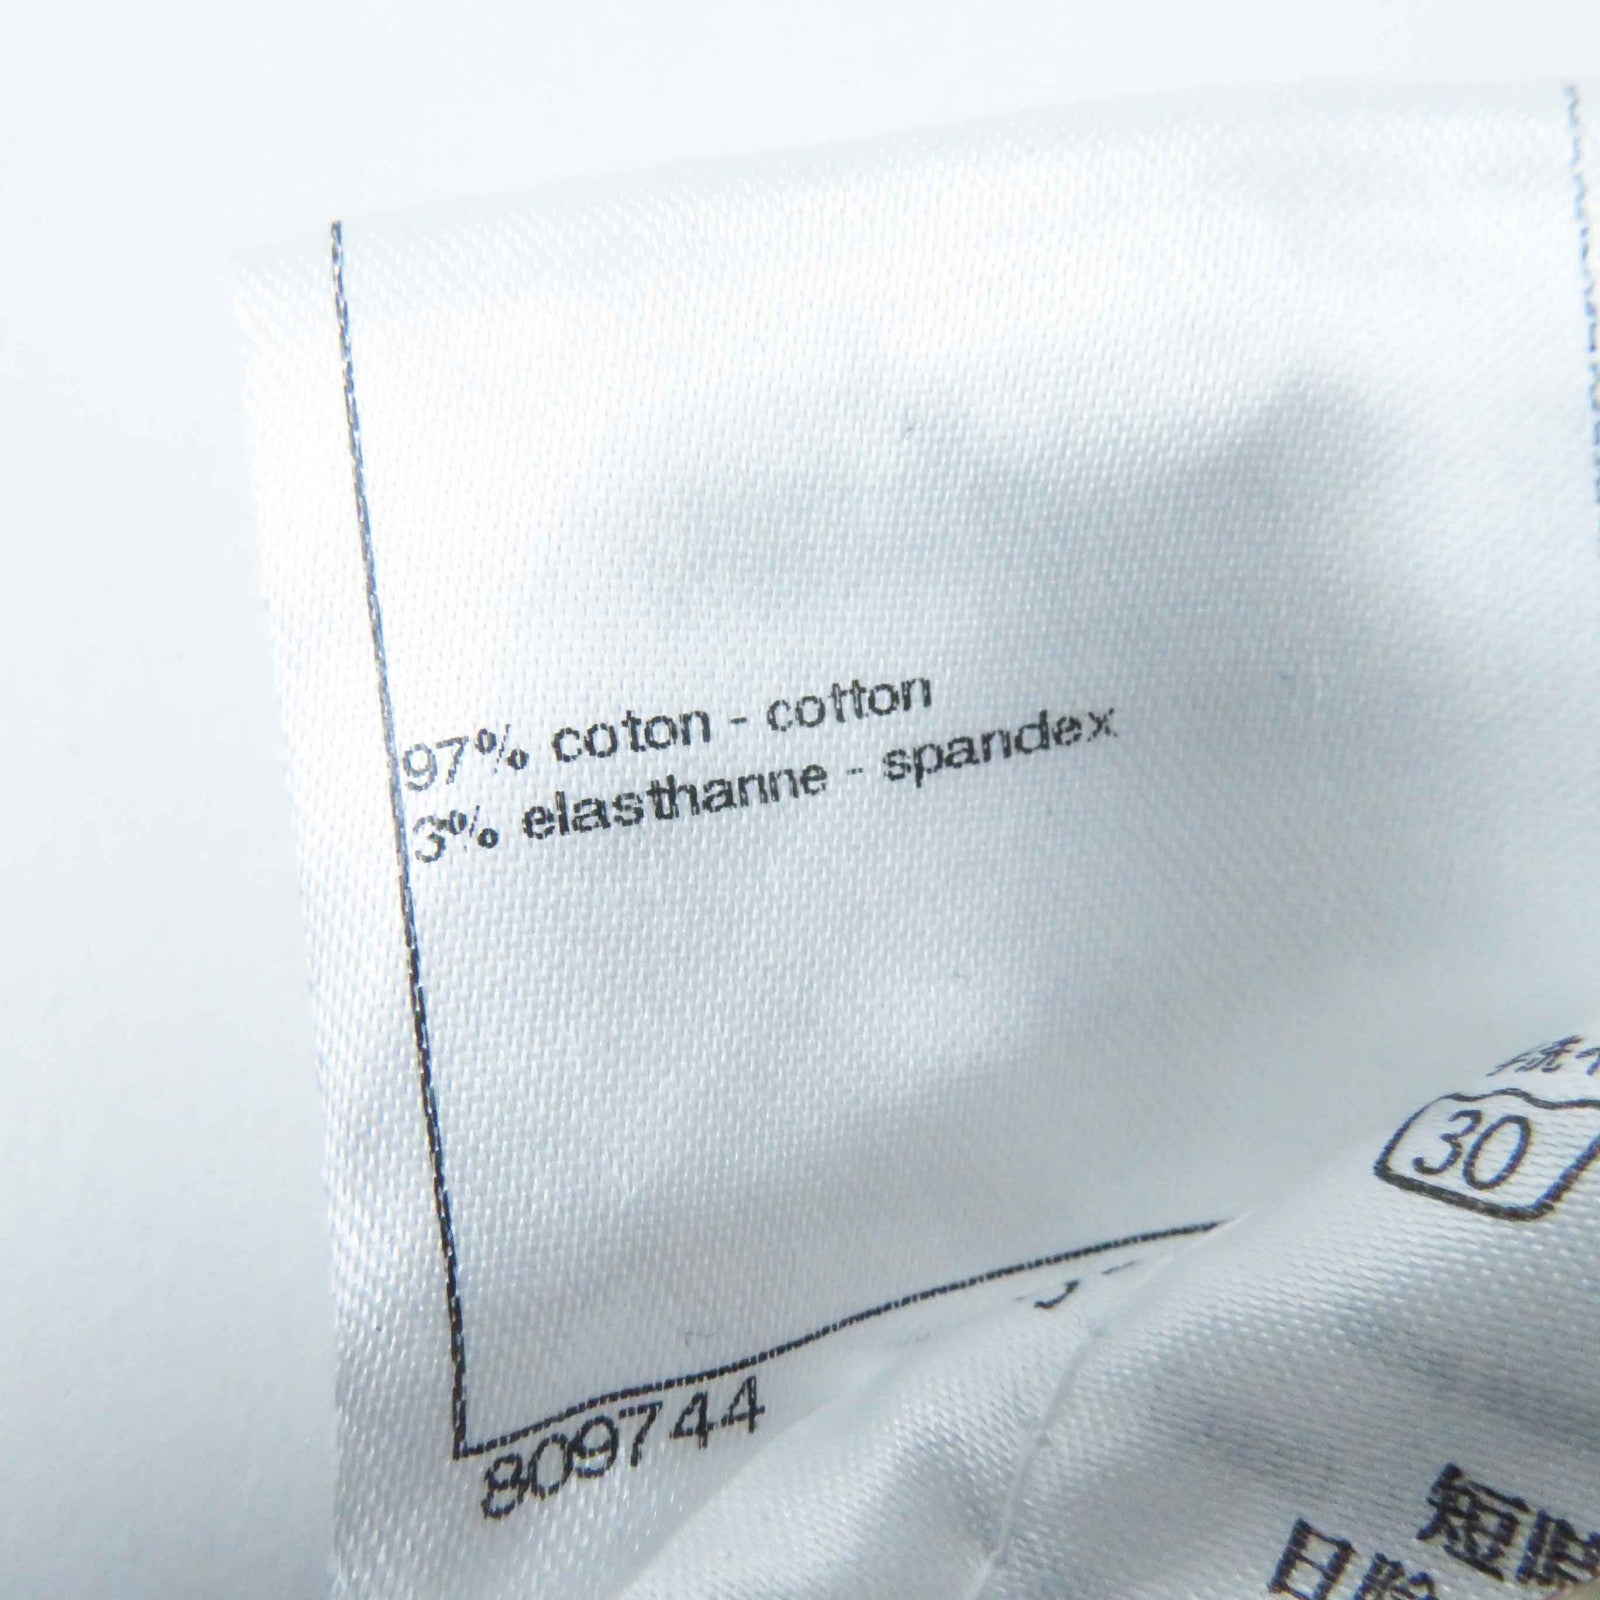 97% coton - cotton
3% elasthanne - spandex
30
809744